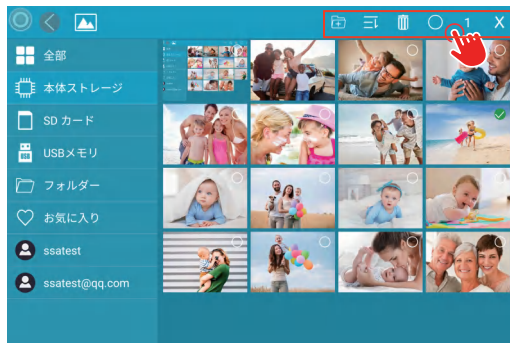 1 X
全部
本体ストレージ
SD カード
USBメモリ
フォルダー
お気に入り
ssatest
ssatest@qq.com